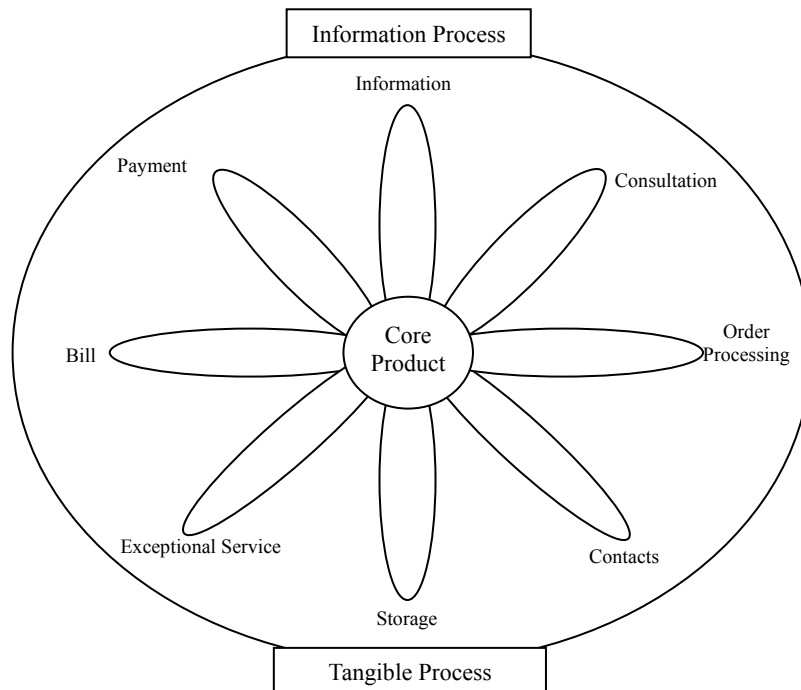 Information Process
Information
Payment
Consultation
Core
Product
Order
Processing
Bill
Exceptional Service
Contacts
Storage
Tangible Process